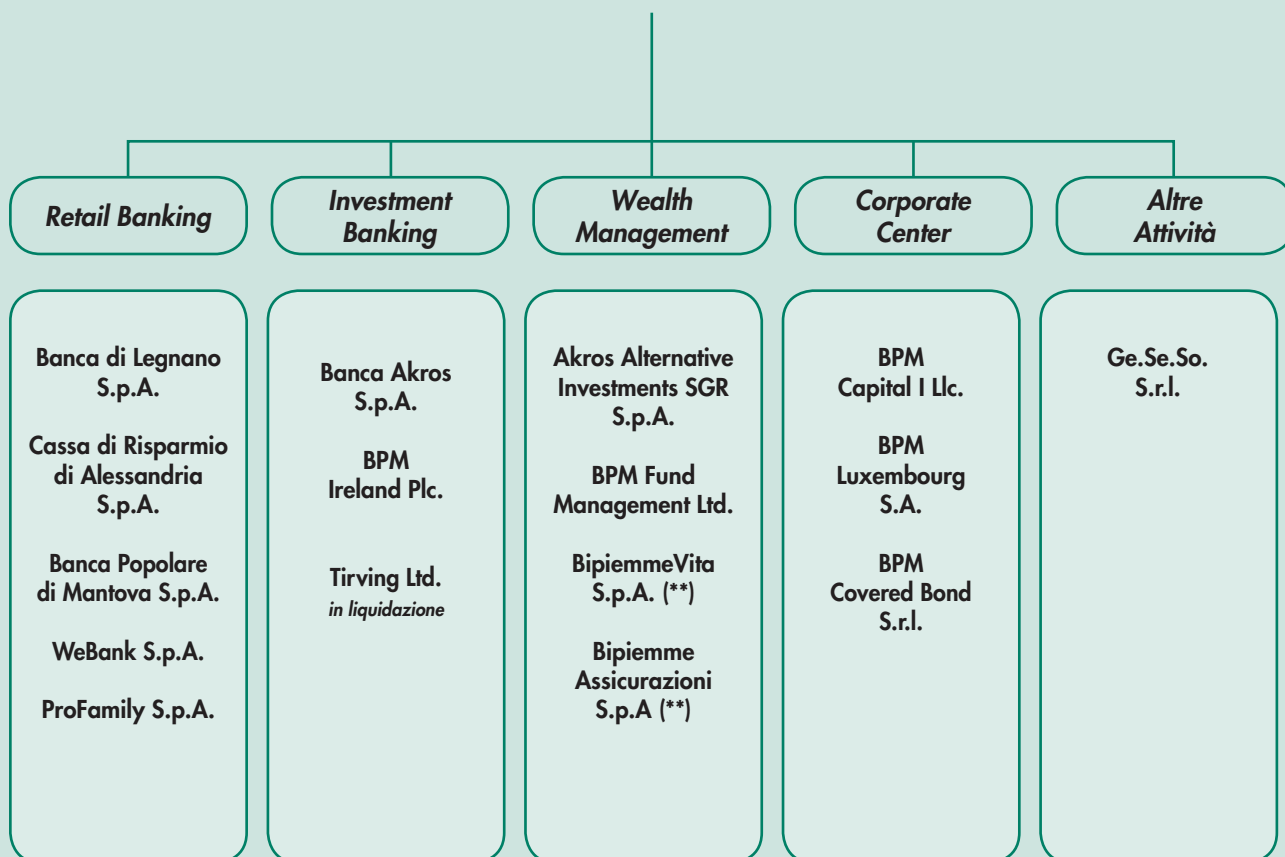 Retail Banking
Investment
Banking
Wealth
Management
Corporate
Center
Altre
Attività
Banca di Legnano
S.p.A.
Cassa di Risparmio
di Alessandria
S.p.A.
Banca Popolare
di Mantova S.p.A.
WeBank S.p.A.
ProFamily S.p.A.
Banca Akros
S.p.A.
BPM
Ireland Plc.
Tirving Ltd.
in liquidazione
Akros Alternative
Investments SGR
S.p.A.
BPM Fund
Management Ltd.
BipiemmeVita
S.p.A. (**)
Bipiemme
Assicurazioni
S.p.A (**)
BPM
Capital I Llc.
BPM
Luxembourg
S.A.
BPM
Covered Bond
S.r.l.
Ge.Se.So.
S.r.l.